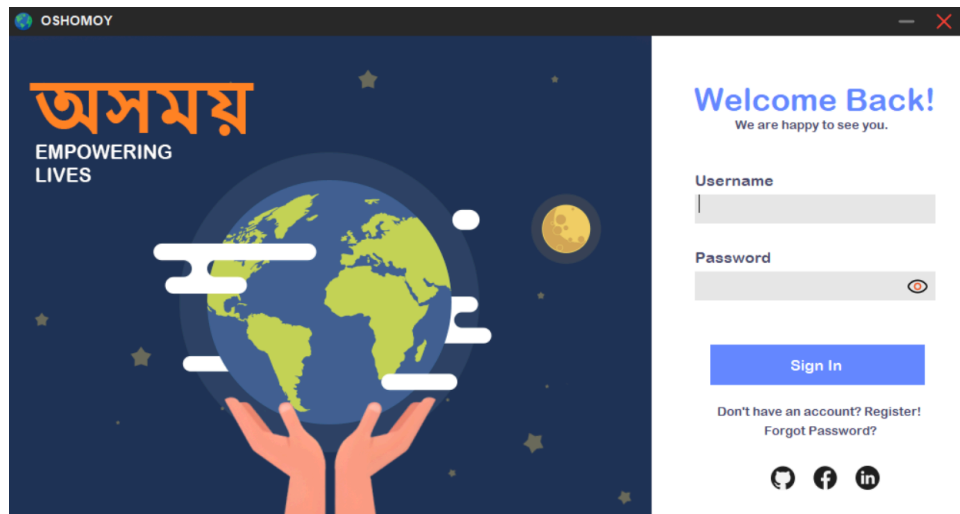 OSHOMOY
অসময়
EMPOWERING
LIVES
Welcome Back!
We are happy to see you.
Username
Password
Sign In
Don't have an account? Register!
Forgot Password?